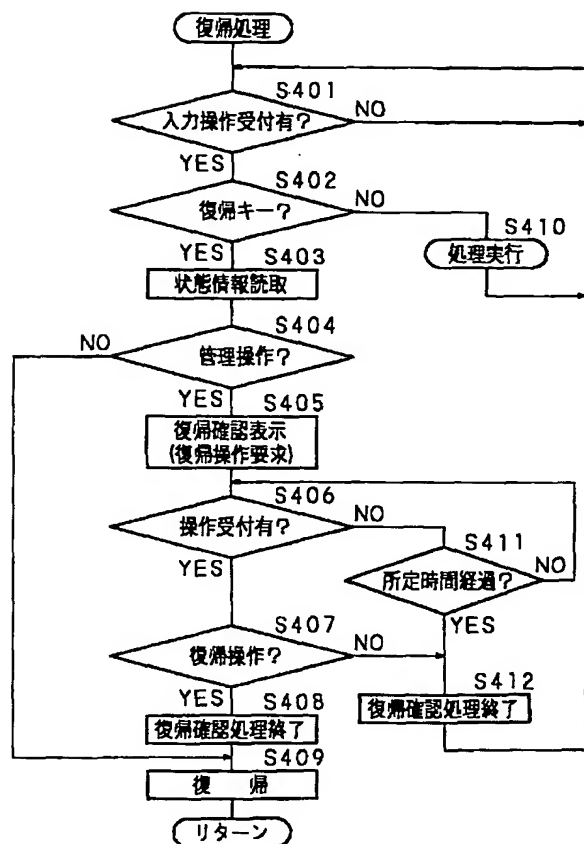 復帰処理
S401
入力操作受付有?
NO
YES
S402
復帰キー?
NO
S410
処理実行
YES
S403
状態情報読取
S404
NO
管理操作?
YES
S405
復帰確認表示
(復帰操作要求)
S406
操作受付有?
NO
S411
所定時間経過?
NO
YES
YES
S407
復帰操作?
NO
S412
復帰確認処理終了
YES
S408
復帰確認処理終了
S409
復 帰
リターン